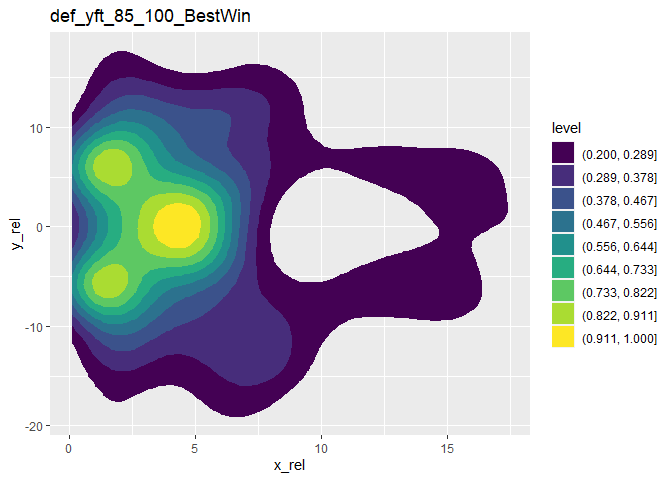 def_yft_85_100_BestWin
level
(0.200, 0.289]
(0.289, 0.378]
(0.378, 0.467]
(0.467, 0.556]
(0.556, 0.644]
(0.644, 0.733]
(0.733, 0.822]
(0.822, 0.911]
(0.911, 1.000]
y_rel
10
0
-10
-20
0 5 10 15
x_rel